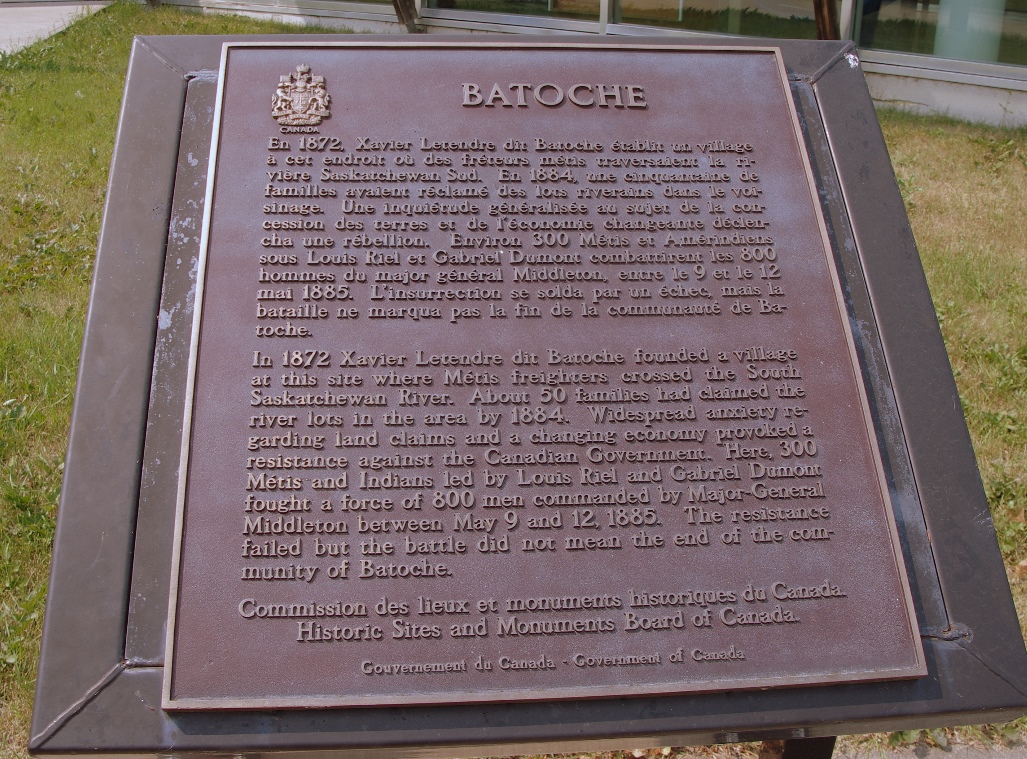 CANADA
BATOCHE
En 1872, Xavier Letendre dit Batoche établit un village
à cet endroit où des fréteurs métis traversaient la ri-
vière Saskatchewan Sud. En 1884, une cinquantaine de
familles avaient réclamé des lots riverains dans le voi-
sinage. Une inquiétude généralisée au sujet de la con-
cession des terres et de l'économie changeante déclen-
cha une rébellion. Environ 300 Métis et Amérindiens
sous Louis Riel et Gabriel Dumont combattirent les 800
hommes du major général Middleton, entre le 9 et le 12
mai 1885. L'insurrection se solda par un échec, mais la
bataille ne marqua pas la fin de la communauté de Ba-
toche.
In 1872 Xavier Letendre dit Batoche founded a village
at this site where Métis freighters crossed the South
Saskatchewan River. About 50 families had claimed the
river lots in the area by 1884. Widespread anxiety re-
garding land claims and a changing economy provoked a
resistance against the Canadian Government. Here, 300
Métis and Indians led by Louis Riel and Gabriel Dumont
fought a force of 800 men commanded by Major-General
Middleton between May 9 and 12, 1885. The resistance
failed but the battle did not mean the end of the com-
munity of Batoche.
Commission des lieux et monuments historiques du Canada.
Historic Sites and Monuments Board of Canada.
Gouvernement du Canada - Government of Canada